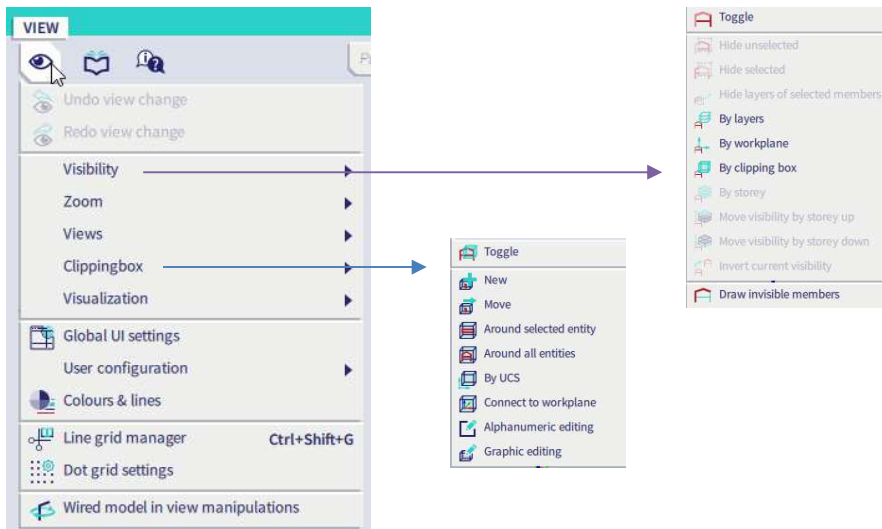 VIEW
Undo view change
Redo view change
Visibility
Zoom
Views
Clippingbox
Visualization
Global UI settings
User configuration
Colours & lines
Line grid manager Ctrl+Shift+G
Dot grid settings
Wired model in view manipulations
Toggle
New
Move
Around selected entity
Around all entities
By UCS
Connect to workplane
Alphanumeric editing
Graphic editing
Toggle
Hide unselected
Hide selected
Hide layers of selected members
By layers
By workplane
By clipping box
By storey
Move visibility by storey up
Move visibility by storey down
Invert current visibility
Draw invisible members